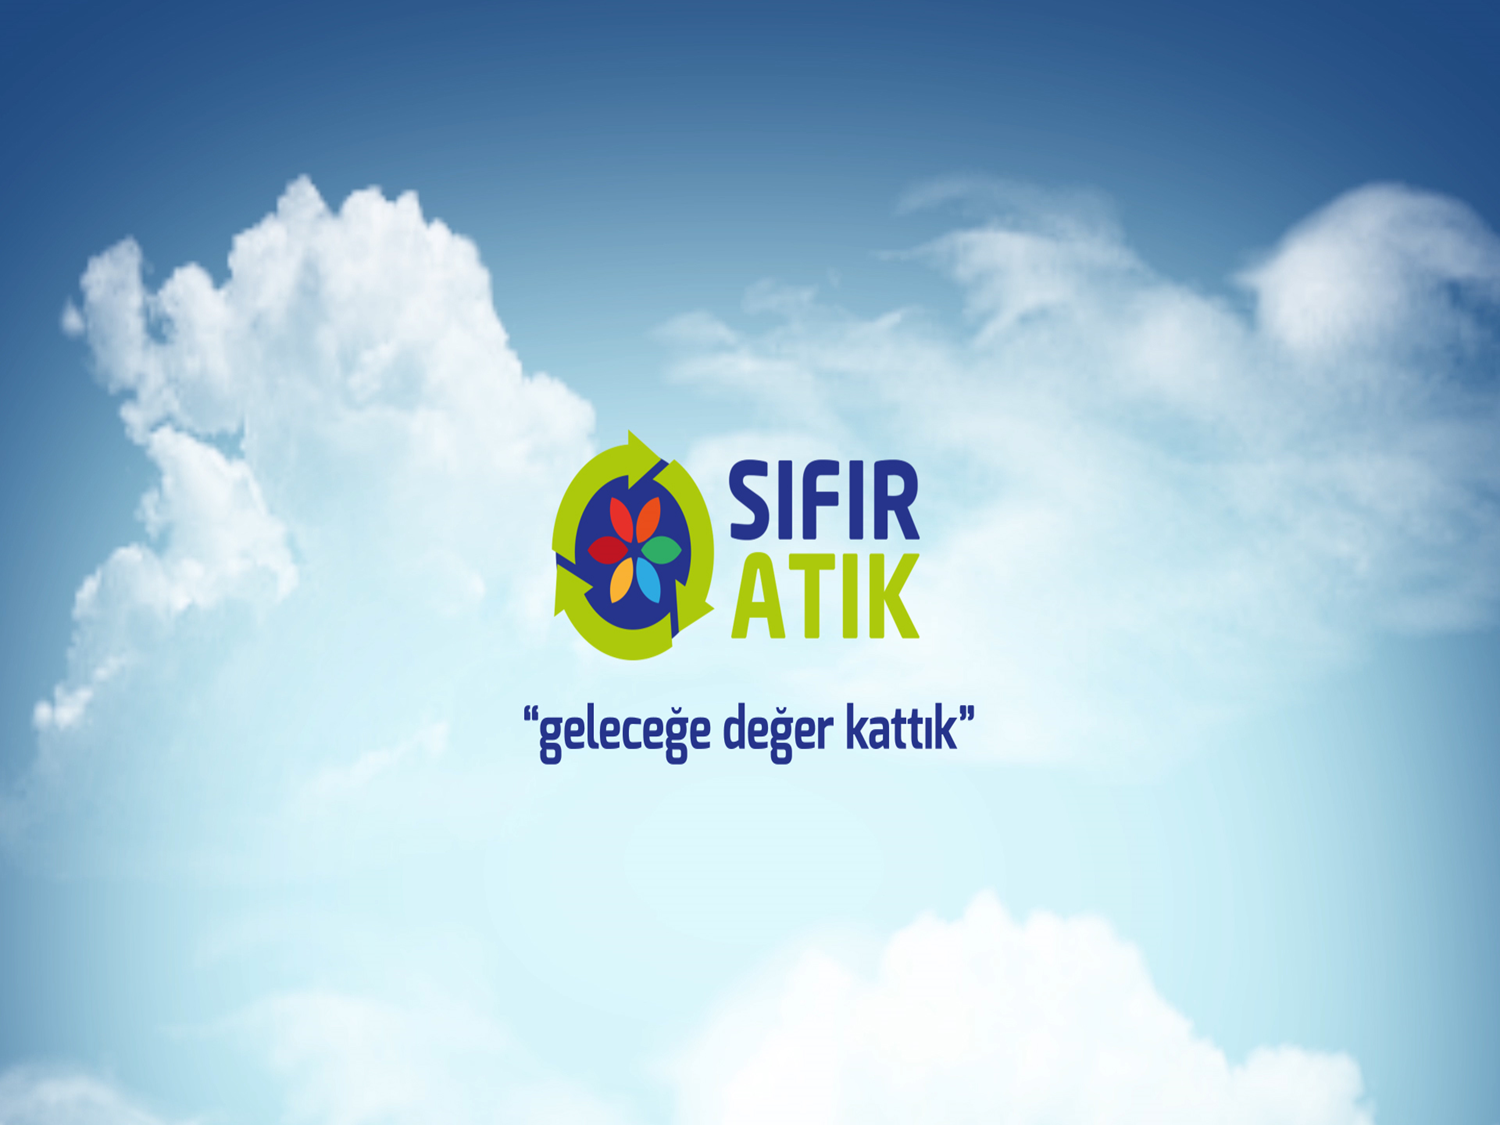 SIFIR
ATIK
“geleceğe değer kattık”